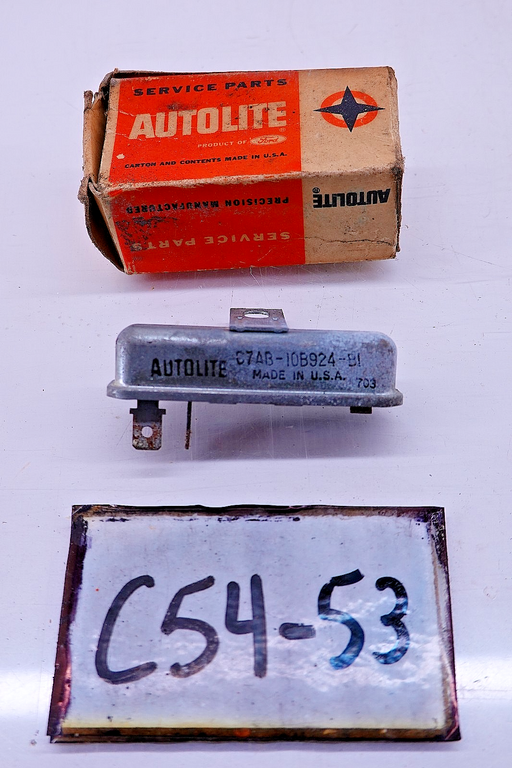 SERVICE PARTS
AUTOLITE
PRODUCT OF Ford
CARTON AND CONTENTS MADE IN U.S.A.
PRECISION MANUFACTURED
AUTOLITE®
SERVICE PARTS
AUTOLITE C7AB-10B924-B1
MADE IN U.S.A. 703
C54-53